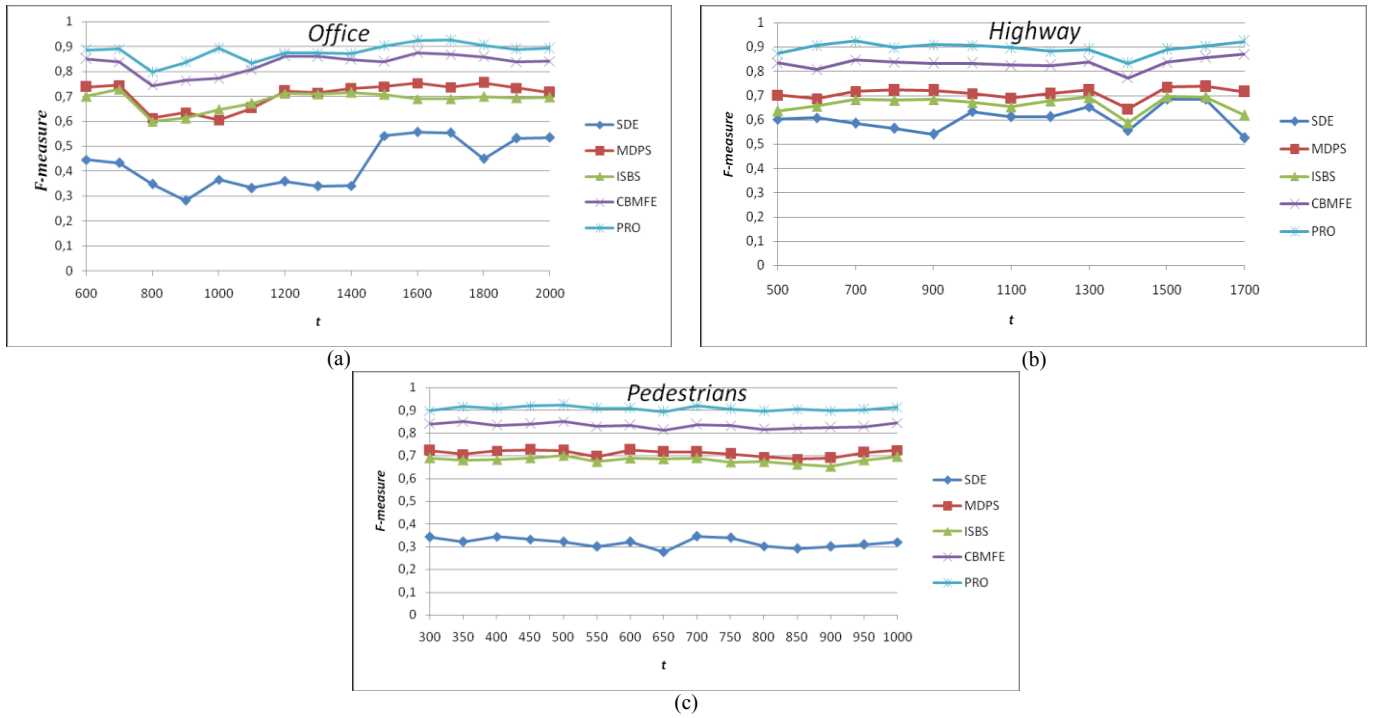 Office
1
0,9
0,8
0,7
0,6
0,5
0,4
0,3
0,2
0,1
0
F-measure
600 800 1000 1200 1400 1600 1800 2000
t
SDE
MDPS
ISBS
CBMFE
PRO
(a)
Highway
1
0,9
0,8
0,7
0,6
0,5
0,4
0,3
0,2
0,1
0
F-measure
500 700 900 1100 1300 1500 1700
t
SDE
MDPS
ISBS
CBMFE
PRO
(b)
Pedestrians
1
0,9
0,8
0,7
0,6
0,5
0,4
0,3
0,2
0,1
0
F-measure
300 350 400 450 500 550 600 650 700 750 800 850 900 950 1000
t
SDE
MDPS
ISBS
CBMFE
PRO
(c)